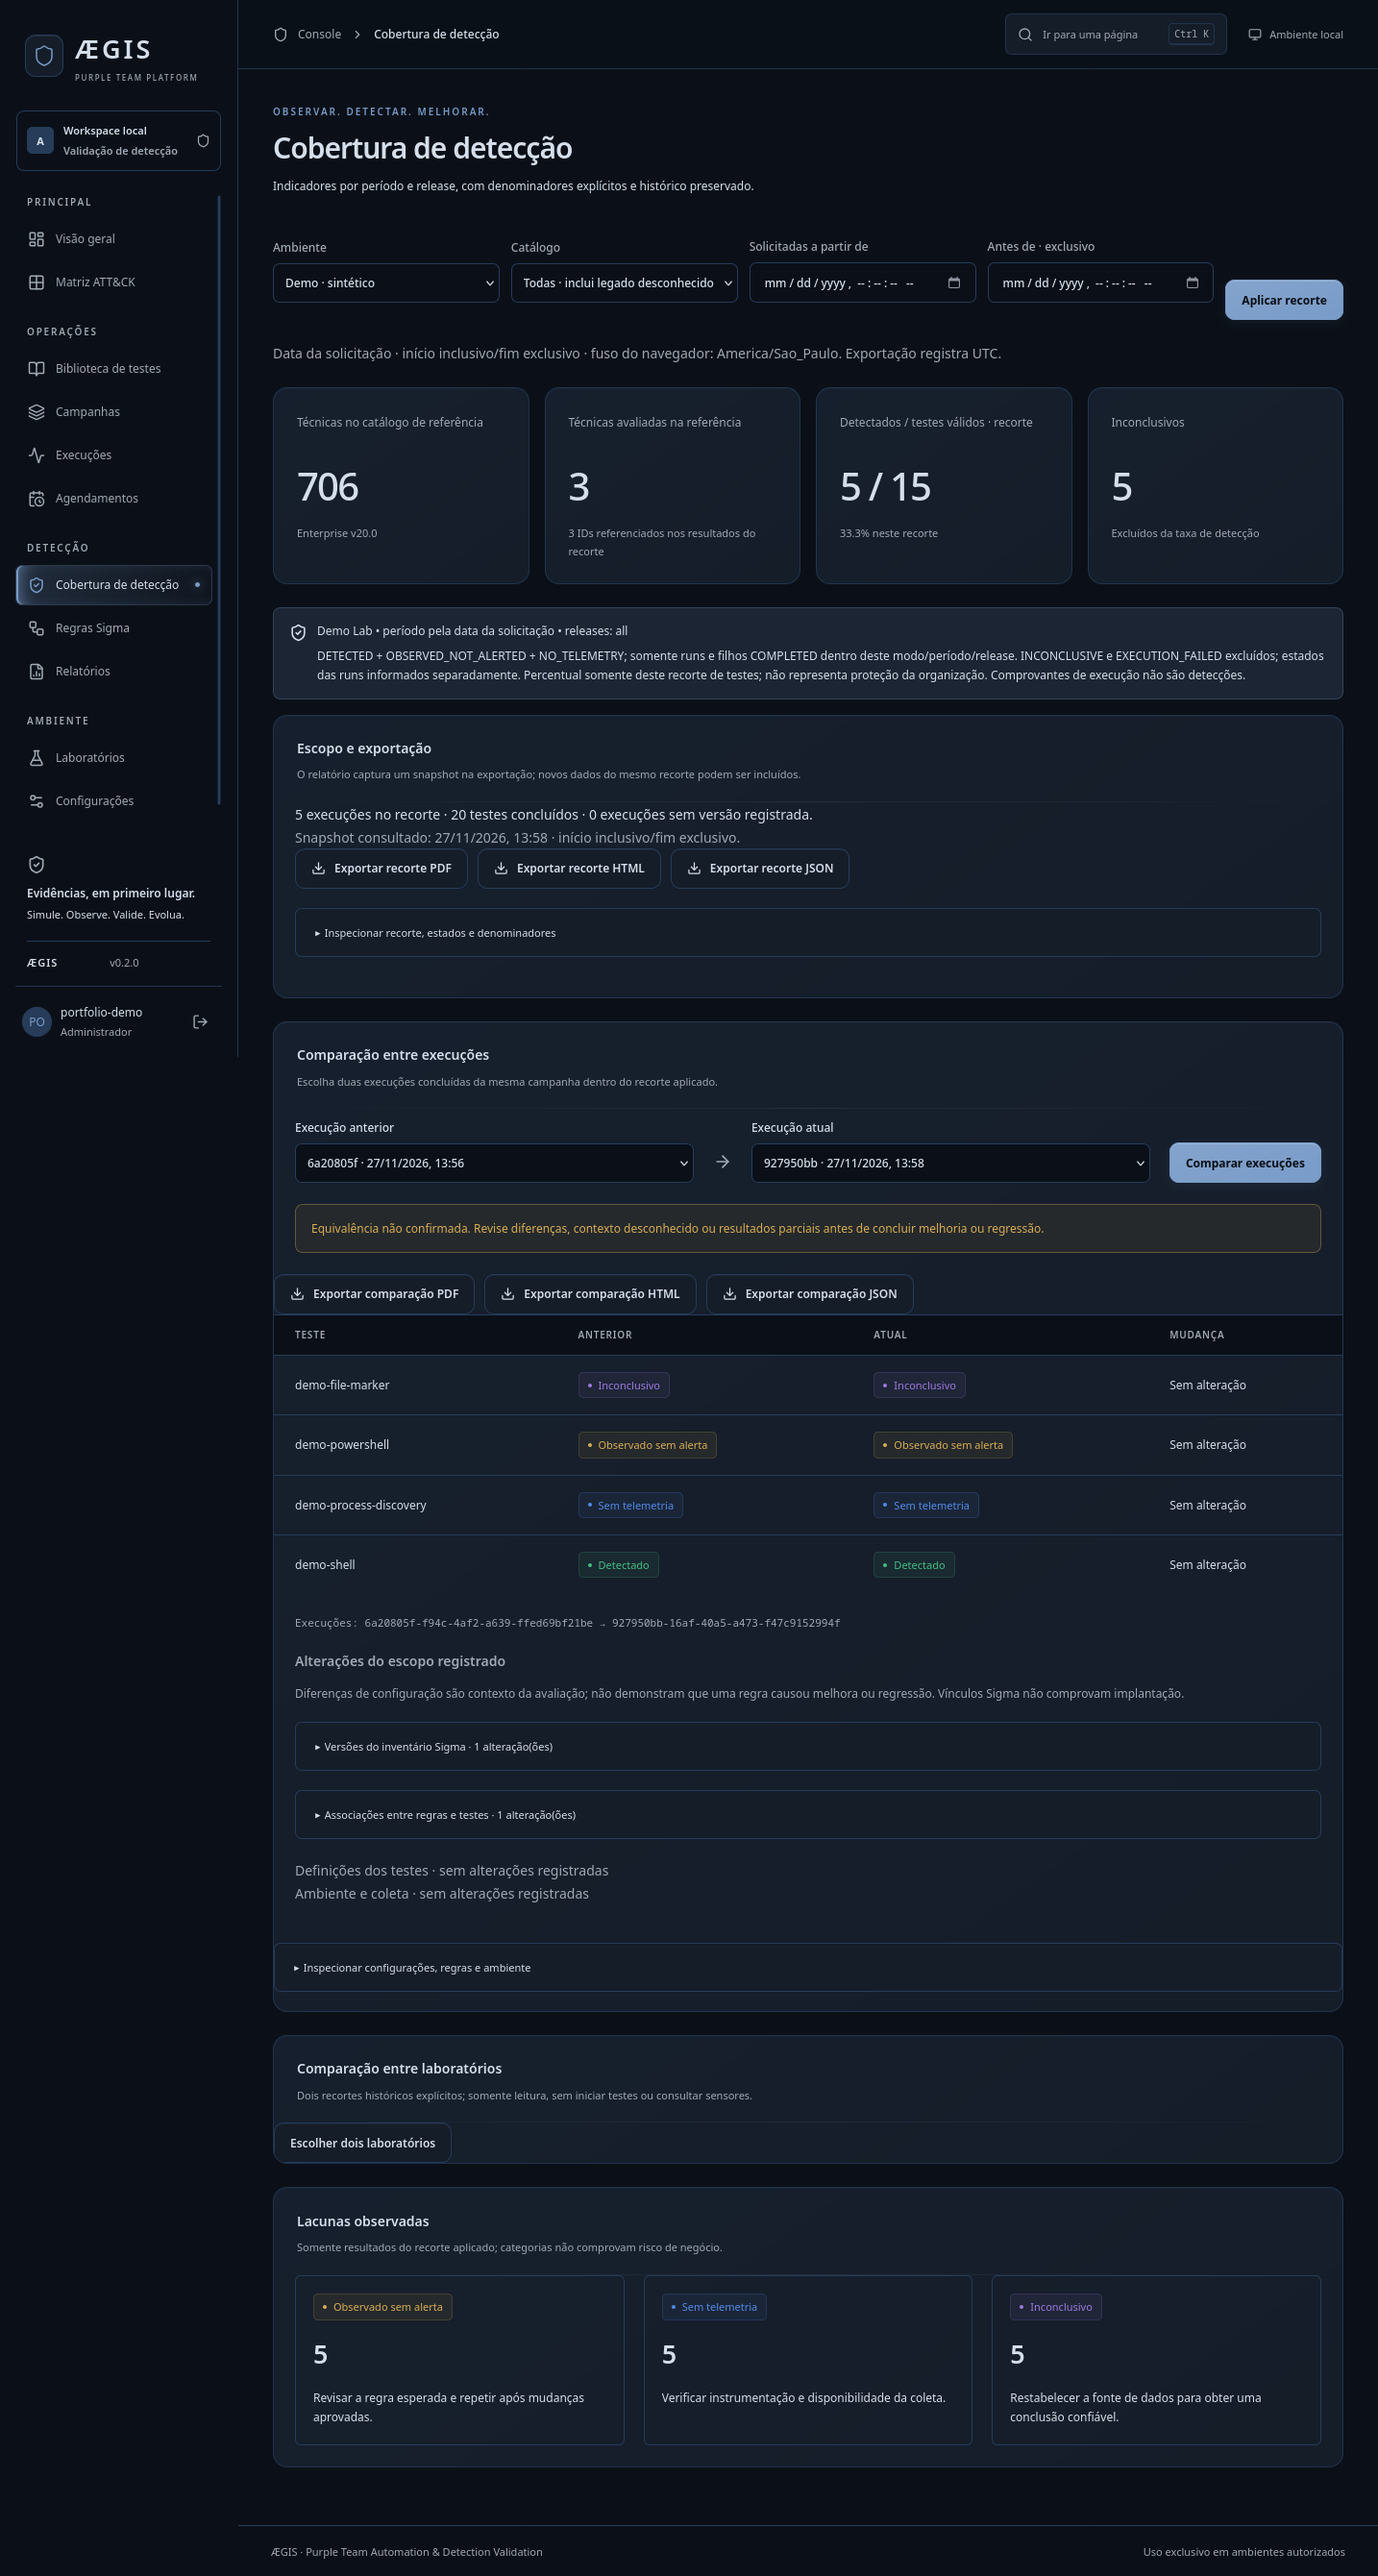 ÆGIS
PURPLE TEAM PLATFORM
A
Workspace local
Validação de detecção
PRINCIPAL
Visão geral
Matriz ATT&CK
OPERAÇÕES
Biblioteca de testes
Campanhas
Execuções
Agendamentos
DETECÇÃO
Cobertura de detecção
Regras Sigma
Relatórios
AMBIENTE
Laboratórios
Configurações
Evidências, em primeiro lugar.
Simule. Observe. Valide. Evolua.
ÆGIS v0.2.0
PO
portfolio-demo
Administrador
Console > Cobertura de detecção
Ir para uma página Ctrl K
Ambiente local
OBSERVAR. DETECTAR. MELHORAR.
Cobertura de detecção
Indicadores por período e release, com denominadores explícitos e histórico preservado.
Ambiente
Demo · sintético
Catálogo
Todas · inclui legado desconhecido
Solicitadas a partir de
mm / dd / yyyy , -- : -- : -- --
Antes de · exclusivo
mm / dd / yyyy , -- : -- : -- --
Aplicar recorte
Data da solicitação · início inclusivo/fim exclusivo · fuso do navegador: America/Sao_Paulo. Exportação registra UTC.
Técnicas no catálogo de referência
706
Enterprise v20.0
Técnicas avaliadas na referência
3
3 IDs referenciados nos resultados do
recorte
Detectados / testes válidos · recorte
5 / 15
33.3% neste recorte
Inconclusivos
5
Excluídos da taxa de detecção
Demo Lab • período pela data da solicitação • releases: all
DETECTED + OBSERVED_NOT_ALERTED + NO_TELEMETRY; somente runs e filhos COMPLETED dentro deste modo/período/release. INCONCLUSIVE e EXECUTION_FAILED excluídos; estados
das runs informados separadamente. Percentual somente deste recorte de testes; não representa proteção da organização. Comprovantes de execução não são detecções.
Escopo e exportação
O relatório captura um snapshot na exportação; novos dados do mesmo recorte podem ser incluídos.
5 execuções no recorte · 20 testes concluídos · 0 execuções sem versão registrada.
Snapshot consultado: 27/11/2026, 13:58 · início inclusivo/fim exclusivo.
Exportar recorte PDF
Exportar recorte HTML
Exportar recorte JSON
▸ Inspecionar recorte, estados e denominadores
Comparação entre execuções
Escolha duas execuções concluídas da mesma campanha dentro do recorte aplicado.
Execução anterior
6a20805f · 27/11/2026, 13:56
→
Execução atual
927950bb · 27/11/2026, 13:58
Comparar execuções
Equivalência não confirmada. Revise diferenças, contexto desconhecido ou resultados parciais antes de concluir melhoria ou regressão.
Exportar comparação PDF
Exportar comparação HTML
Exportar comparação JSON
TESTE ANTERIOR ATUAL MUDANÇA
demo-file-marker • Inconclusivo • Inconclusivo Sem alteração
demo-powershell • Observado sem alerta • Observado sem alerta Sem alteração
demo-process-discovery • Sem telemetria • Sem telemetria Sem alteração
demo-shell • Detectado • Detectado Sem alteração
Execuções: 6a20805f-f94c-4af2-a639-ffed69bf21be → 927950bb-16af-40a5-a473-f47c9152994f
Alterações do escopo registrado
Diferenças de configuração são contexto da avaliação; não demonstram que uma regra causou melhora ou regressão. Vínculos Sigma não comprovam implantação.
▸ Versões do inventário Sigma · 1 alteração(ões)
▸ Associações entre regras e testes · 1 alteração(ões)
Definições dos testes · sem alterações registradas
Ambiente e coleta · sem alterações registradas
▸ Inspecionar configurações, regras e ambiente
Comparação entre laboratórios
Dois recortes históricos explícitos; somente leitura, sem iniciar testes ou consultar sensores.
Escolher dois laboratórios
Lacunas observadas
Somente resultados do recorte aplicado; categorias não comprovam risco de negócio.
• Observado sem alerta
5
Revisar a regra esperada e repetir após mudanças
aprovadas.
• Sem telemetria
5
Verificar instrumentação e disponibilidade da coleta.
• Inconclusivo
5
Restabelecer a fonte de dados para obter uma
conclusão confiável.
ÆGIS · Purple Team Automation & Detection Validation
Uso exclusivo em ambientes autorizados